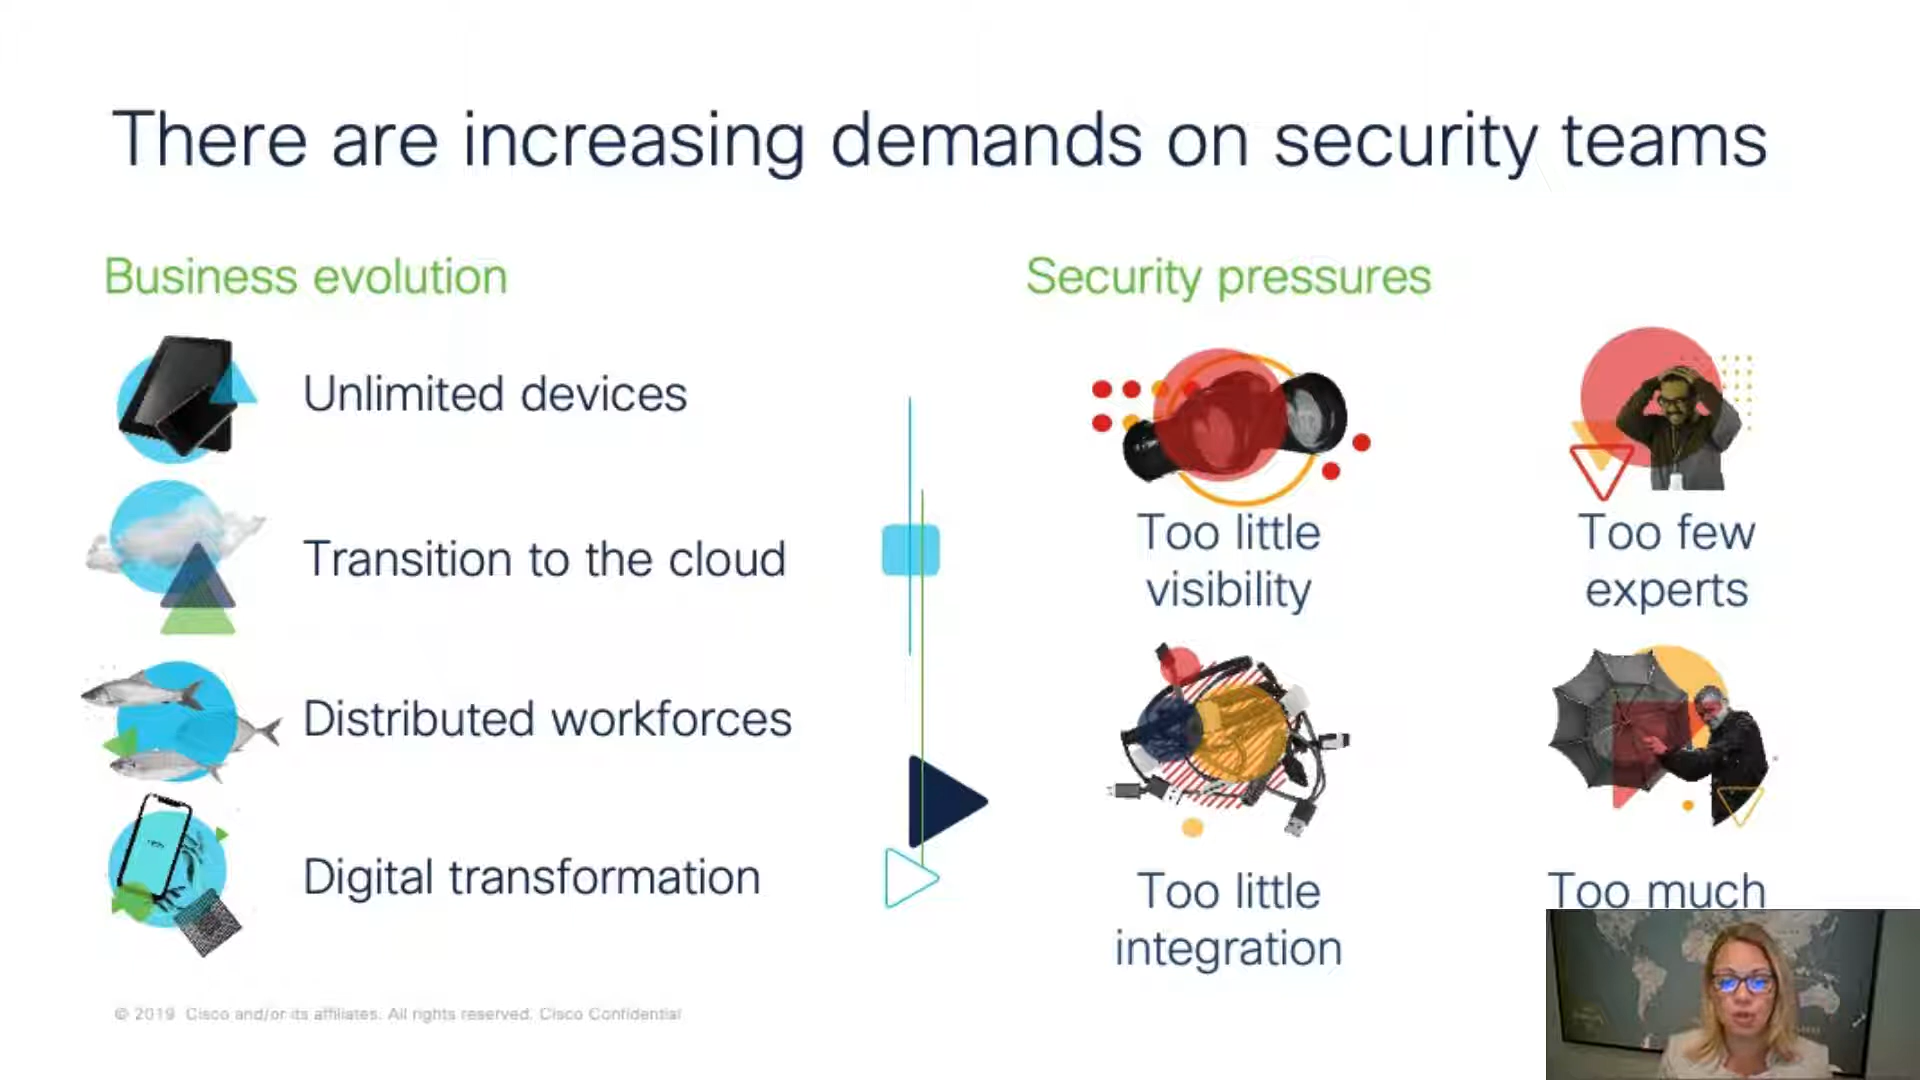 There are increasing demands on security teams
Business evolution
Unlimited devices
Transition to the cloud
Distributed workforces
Digital transformation
Security pressures
Too little
visibility
Too few
experts
Too little
integration
Too much
© 2019 Cisco and/or its affiliates. All rights reserved. Cisco Confidential